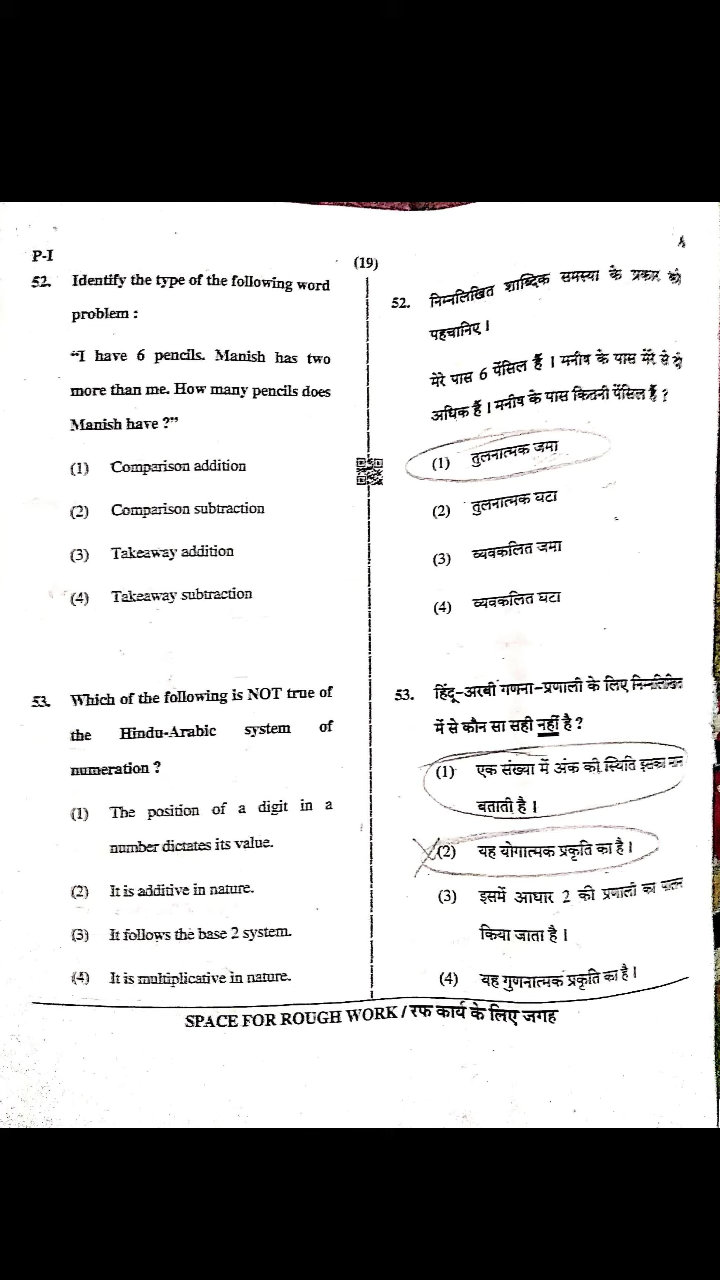 P-I
(19)
A
52. Identify the type of the following word
problem :
“I have 6 pencils. Manish has two
more than me. How many pencils does
Manish have ?”
(1) Comparison addition
(2) Comparison subtraction
(3) Takeaway addition
(4) Takeaway subtraction
53. Which of the following is NOT true of
the Hindu-Arabic system of
numeration ?
(1) The position of a digit in a
number dictates its value.
(2) It is additive in nature.
(3) It follows the base 2 system.
(4) It is multiplicative in nature.
52. निम्नलिखित शाब्दिक समस्या के प्रकार को
पहचानिए ।
मेरे पास 6 पेंसिल हैं । मनीष के पास मेरे से दो
अधिक हैं । मनीष के पास कितनी पेंसिल हैं ?
(1) तुलनात्मक जमा
(2) तुलनात्मक घटा
(3) व्यवकलित जमा
(4) व्यवकलित घटा
53. हिंदू-अरबी गणना-प्रणाली के लिए निम्नलिखित
में से कौन सा सही नहीं है ?
(1) एक संख्या में अंक की स्थिति इसका मान
बताती है ।
(2) यह योगात्मक प्रकृति का है ।
(3) इसमें आधार 2 की प्रणाली का पालन
किया जाता है ।
(4) यह गुणनात्मक प्रकृति का है ।
SPACE FOR ROUGH WORK / रफ कार्य के लिए जगह